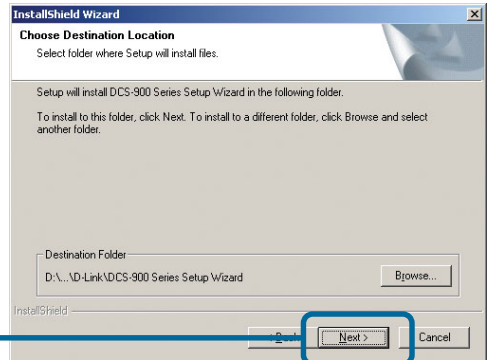 InstallShield Wizard
Choose Destination Location
Select folder where Setup will install files.
Setup will install DCS-900 Series Setup Wizard in the following folder.
To install to this folder, click Next. To install to a different folder, click Browse and select
another folder.
Destination Folder
D:\...\D-Link\DCS-900 Series Setup Wizard
Browse...
InstallShield
Next > Cancel